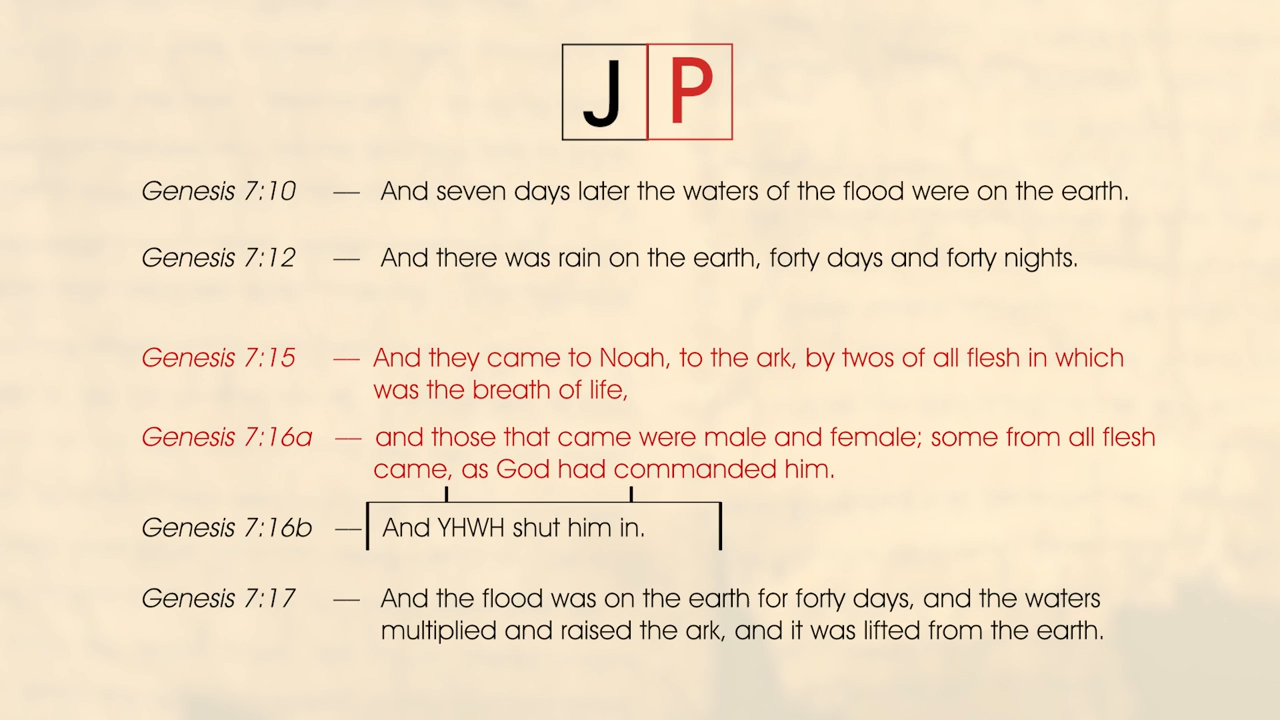 J P
Genesis 7:10 — And seven days later the waters of the flood were on the earth.
Genesis 7:12 — And there was rain on the earth, forty days and forty nights.
Genesis 7:15 — And they came to Noah, to the ark, by twos of all flesh in which
was the breath of life,
Genesis 7:16a — and those that came were male and female; some from all flesh
came, as God had commanded him.
Genesis 7:16b — And YHWH shut him in.
Genesis 7:17 — And the flood was on the earth for forty days, and the waters
multiplied and raised the ark, and it was lifted from the earth.